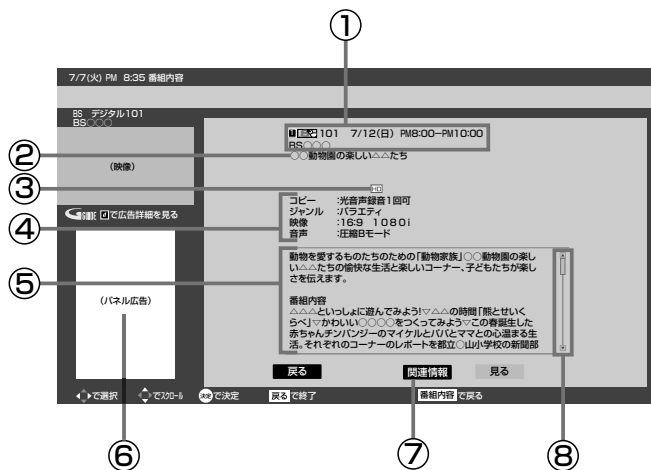 ①
7/7(火) PM 8:35 番組内容
BS デジタル101
BS○○○
101 7/12(日) PM8:00−PM10:00
BS○○○
②
○○動物園の楽しい△△たち
(映像)
③
HD
④
コピー :光音声録音1回可
ジャンル :バラエティ
映像 :16:9 1080i
音声 :圧縮Bモード
GGUIDE dで広告詳細を見る
⑤
動物を愛するものたちのための「動物家族」○○動物園の楽し
い△△たちの愉快な生活と楽しいコーナー、子どもたちが楽し
さを伝えます。
(パネル広告)
番組内容
△△△といっしょに遊んでみよう!▽△△の時間「熊とせいく
らべ」▽かわいい○○○○をつくってみよう▽この春誕生した
赤ちゃんチンパンジーのマイケルとパパとママとの心温まる生
活。それぞれのコーナーのレポートを都立○山小学校の新聞部
戻る 関連情報 見る
で選択 でスクロール 決定で決定 戻るで終了 番組内容で戻る
⑥ ⑦ ⑧